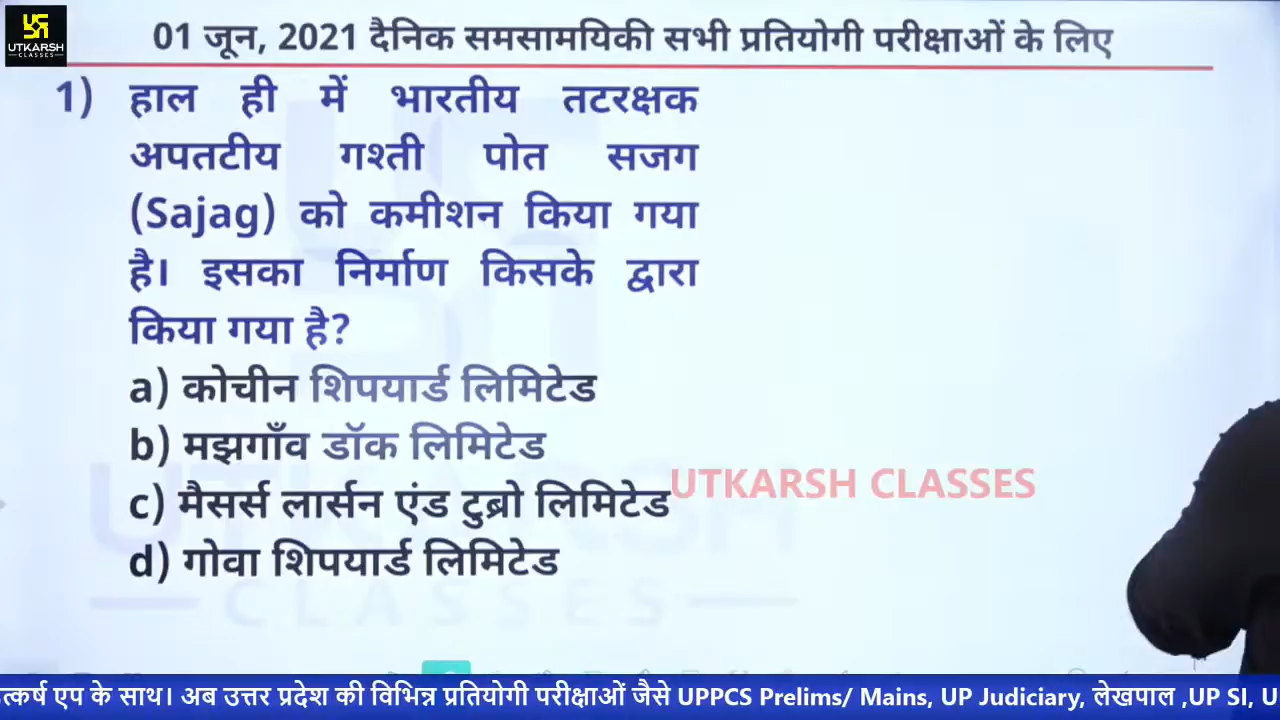 UTKARSH
CLASSES
01 जून, 2021 दैनिक समसामयिकी सभी प्रतियोगी परीक्षाओं के लिए
1) हाल ही में भारतीय तटरक्षक
अपतटीय गश्ती पोत सजग
(Sajag) को कमीशन किया गया
है। इसका निर्माण किसके द्वारा
किया गया है?
a) कोचीन शिपयार्ड लिमिटेड
b) मझगाँव डॉक लिमिटेड
c) मैसर्स लार्सन एंड टुब्रो लिमिटेड
d) गोवा शिपयार्ड लिमिटेड
UTKARSH CLASSES
UTKARSH
CLASSES
एप के साथ। अब उत्तर प्रदेश की विभिन्न प्रतियोगी परीक्षाओं जैसे UPPCS Prelims/ Mains, UP Judiciary, लेखपाल ,UP SI,